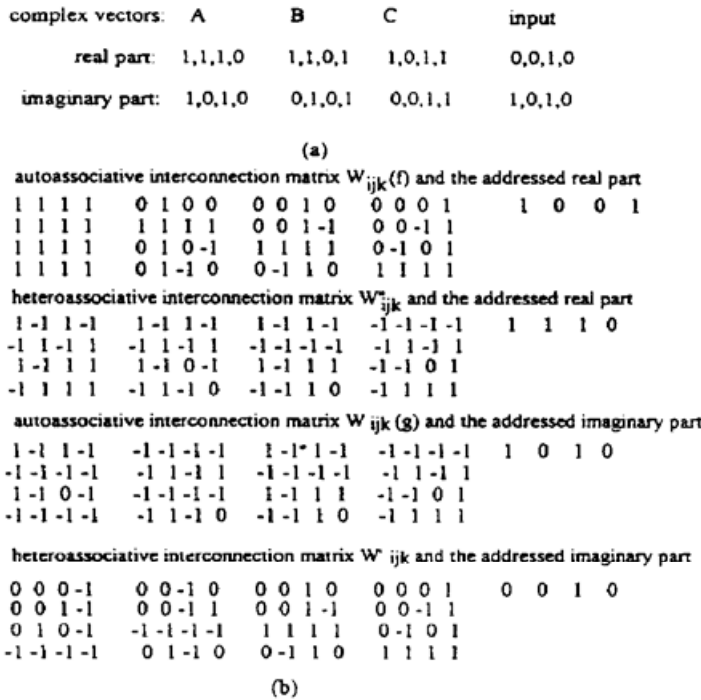 complex vectors: A B C input
real part: 1,1,1,0 1,1,0,1 1,0,1,1 0,0,1,0
imaginary part: 1,0,1,0 0,1,0,1 0,0,1,1 1,0,1,0
(a)
autoassociative interconnection matrix W ijk (f) and the addressed real part
1 1 1 1 0 1 0 0 0 0 1 0 0 0 0 1 1 0 0 1
1 1 1 1 1 1 1 1 0 0 1 -1 0 0 -1 1
1 1 1 1 0 1 0 -1 1 1 1 1 0 -1 0 1
1 1 1 1 0 1 -1 0 0 -1 1 0 1 1 1 1
heteroassociative interconnection matrix W" ijk and the addressed real part
1 -1 1 -1 1 -1 1 -1 1 -1 1 -1 -1 -1 -1 -1 1 1 1 0
-1 1 -1 1 -1 1 -1 1 -1 -1 -1 -1 -1 1 -1 1
1 -1 1 1 1 -1 0 -1 1 -1 1 1 -1 -1 0 1
-1 1 1 1 -1 1 -1 0 -1 -1 1 0 -1 1 1 1
autoassociative interconnection matrix W ijk (g) and the addressed imaginary part
1 -1 1 -1 -1 -1 -1 -1 1 -1 1 -1 -1 -1 -1 -1 1 0 1 0
-1 -1 -1 -1 -1 1 1 -1 1 -1 -1 -1 -1 -1 1 -1 1
1 -1 0 -1 -1 -1 -1 -1 1 -1 1 1 -1 -1 0 1
-1 -1 -1 -1 -1 1 -1 0 -1 -1 1 0 -1 1 1 1
heteroassociative interconnection matrix W' ijk and the addressed imaginary part
0 0 0 -1 0 0 -1 0 0 0 1 0 0 0 0 1 0 0 1 0
0 0 1 -1 0 0 -1 1 0 0 1 -1 0 0 -1 1
0 1 0 -1 -1 -1 -1 -1 1 1 1 1 0 -1 0 1
-1 -1 -1 -1 0 1 -1 0 0 -1 1 0 1 1 1 1
(b)